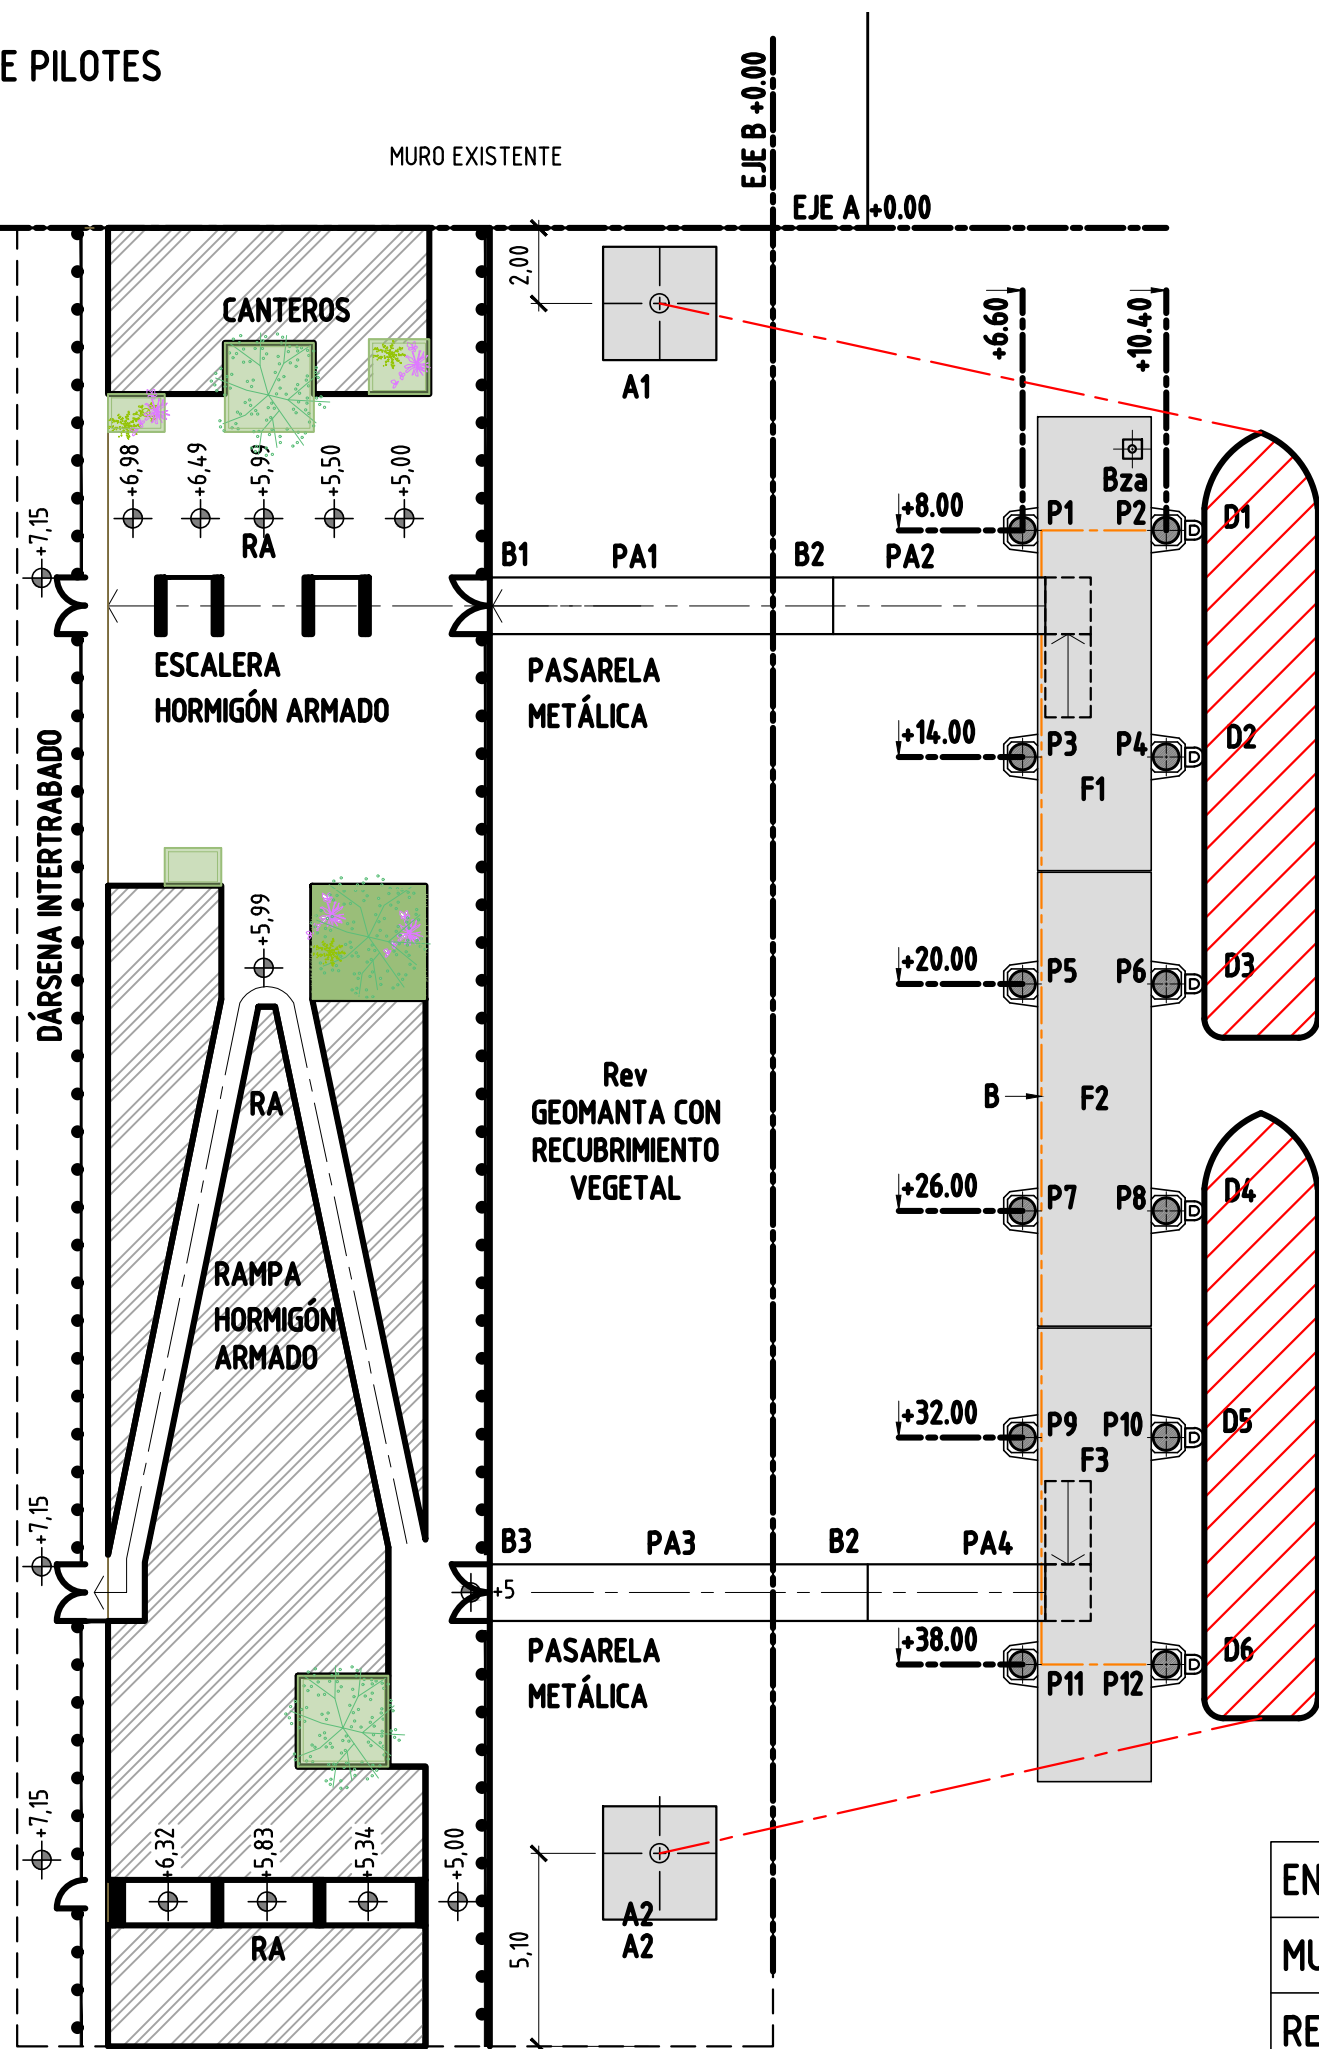 E PILOTES
MURO EXISTENTE
EJE B +0.00
EJE A +0.00
2,00
CANTEROS
A1
+6.60
+10.40
+6,98
+6,49
+5,99
+5,50
+5,00
RA
+7,15
Bza
+8.00
P1
P2
D1
B1
PA1
B2
PA2
ESCALERA
HORMIGÓN ARMADO
PASARELA
METÁLICA
+14.00
P3
P4
D2
F1
DÁRSENA INTERTRABADO
+5,99
+20.00
P5
P6
D3
Rev
GEOMANTA CON
RECUBRIMIENTO
VEGETAL
RA
B
F2
+26.00
P7
P8
D4
RAMPA
HORMIGÓN
ARMADO
+32.00
P9
P10
D5
F3
+7,15
B3
PA3
B2
PA4
+5
PASARELA
METÁLICA
+38.00
P11
P12
D6
D
D
D
D
D
D
+7,15
+6,32
+5,83
+5,34
+5,00
RA
A2
A2
5,10
EN
MU
RE